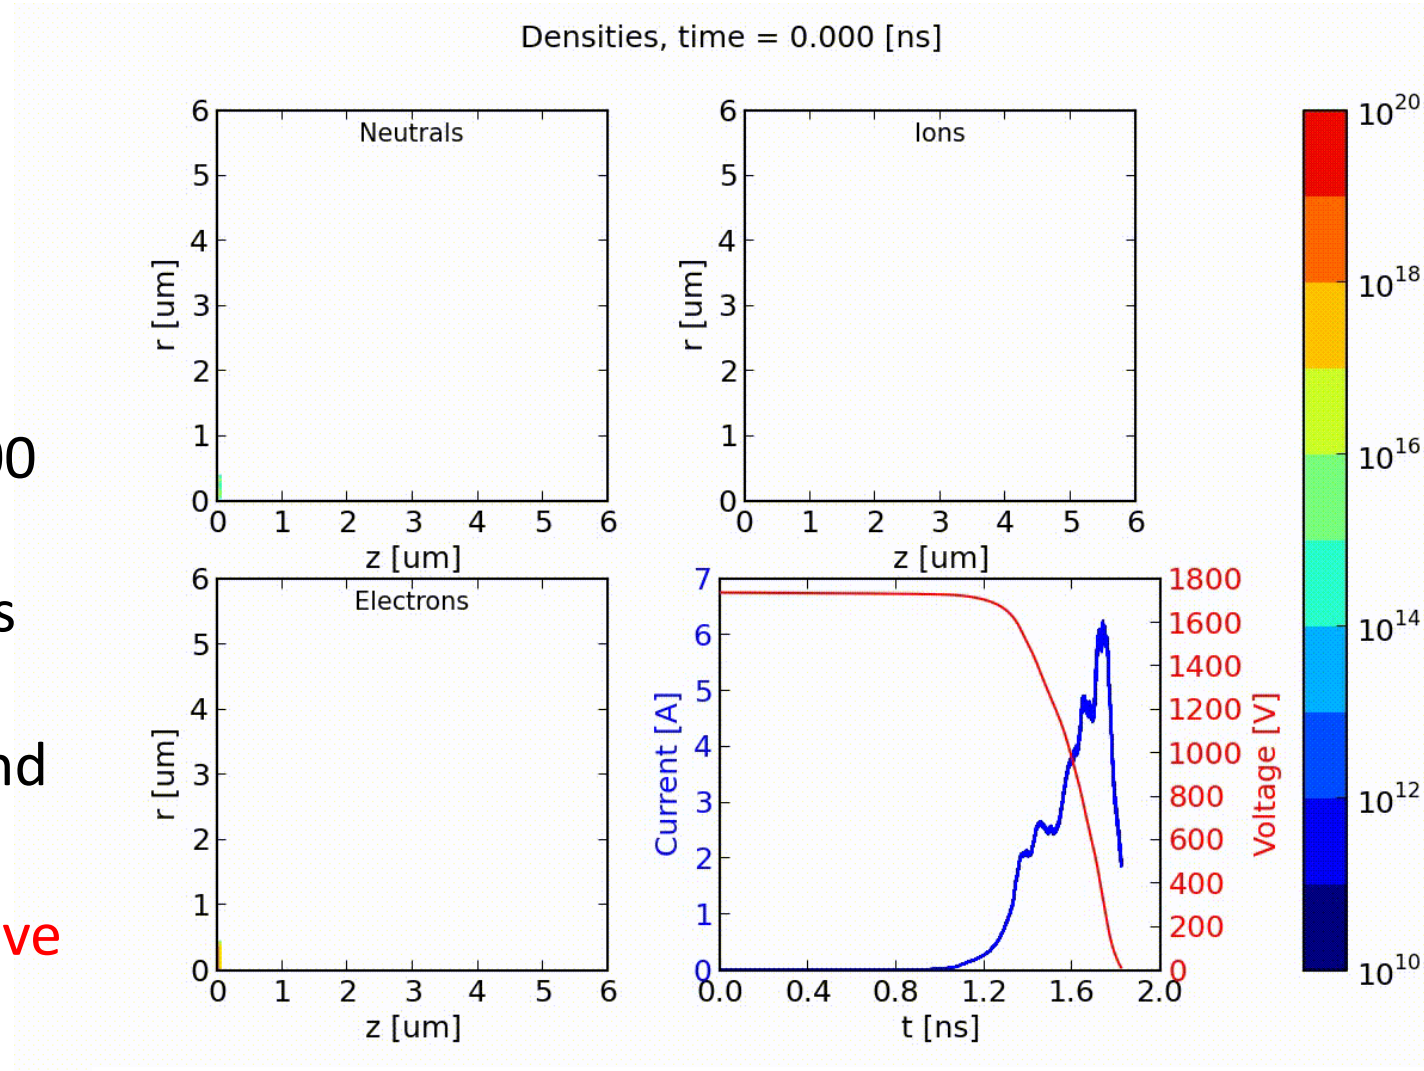 Densities, time = 0.000 [ns]
Neutrals
6
5
4
3
2
1
0
r [um]
0 1 2 3 4 5 6
z [um]
Ions
6
5
4
3
2
1
0
r [um]
0 1 2 3 4 5 6
z [um]
Electrons
6
5
4
3
2
1
0
r [um]
0 1 2 3 4 5 6
z [um]
7
6
5
4
3
2
1
0
Current [A]
1800
1600
1400
1200
1000
800
600
400
200
0
Voltage [V]
0.0 0.4 0.8 1.2 1.6 2.0
t [ns]
10^20
10^18
10^16
10^14
10^12
10^10
00
s
nd
ve